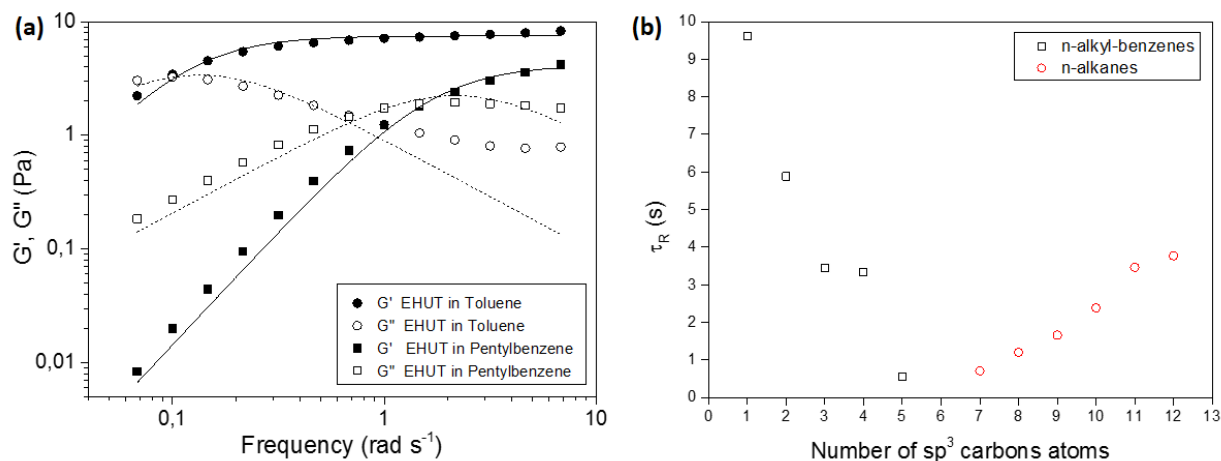 (a)
10
1
0,1
0,01
G', G" (Pa)
0,1
1
10
Frequency (rad s⁻¹)
G' EHUT in Toluene
G" EHUT in Toluene
G' EHUT in Pentylbenzene
G" EHUT in Pentylbenzene
(b)
10
9
8
7
6
5
4
3
2
1
0
τR (s)
0 1 2 3 4 5 6 7 8 9 10 11 12 13
Number of sp³ carbons atoms
n-alkyl-benzenes
n-alkanes